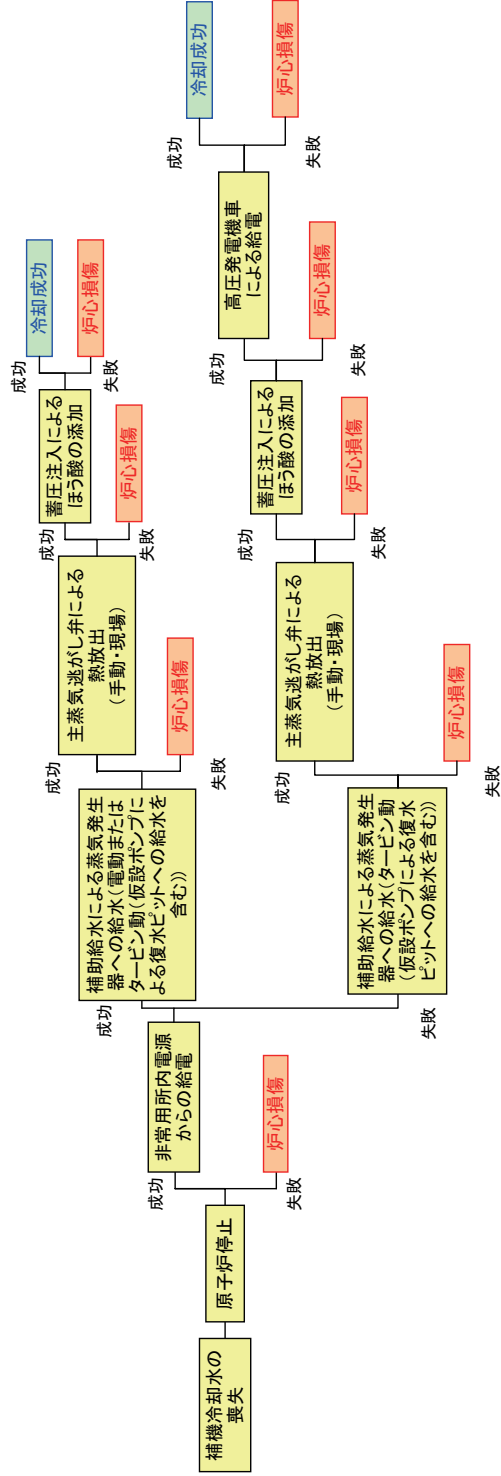 補機冷却水の
喪失
原子炉停止
成功
失敗
炉心損傷
非常用所内電源
からの給電
成功
失敗
補助給水による蒸気発生
器への給水(電動または
タービン動(仮設ポンプに
よる復水ピットへの給水を
含む))
成功
失敗
炉心損傷
主蒸気逃がし弁による
熱放出
(手動・現場)
成功
失敗
炉心損傷
蓄圧注入による
ほう酸の添加
成功
失敗
冷却成功
炉心損傷
補助給水による蒸気発生
器への給水(タービン動
(仮設ポンプによる復水
ピットへの給水を含む))
成功
失敗
炉心損傷
主蒸気逃がし弁による
熱放出
(手動・現場)
成功
失敗
炉心損傷
蓄圧注入による
ほう酸の添加
成功
失敗
炉心損傷
高圧発電機車
による給電
成功
失敗
冷却成功
炉心損傷